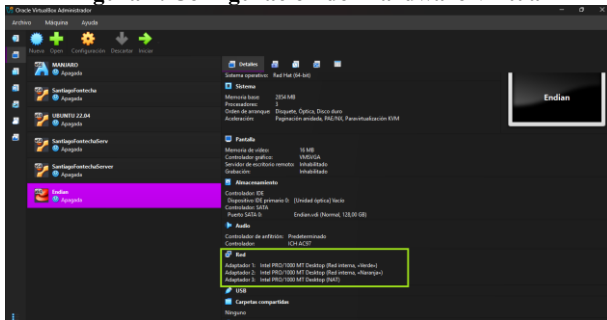 Oracle VirtualBox Administrador
Archivo Máquina Ayuda
Nueva Open Configuración Descartar Iniciar
MANJARO
Apagada
SantiagoFontecha
Apagada
UBUNTU 22.04
Apagada
SantiagoFontechaServ
Apagada
SantiagoFontechaServer
Apagada
Endian
Apagada
Detalles
Sistema operativo: Red Hat (64-bit)
Sistema
Memoria base: 2854 MB
Procesadores: 3
Orden de arranque: Disquete, Óptica, Disco duro
Aceleración: Paginación anidada, PAE/NX, Paravirtualización KVM
Pantalla
Memoria de vídeo: 16 MB
Controlador gráfico: VMSVGA
Servidor de escritorio remoto: Inhabilitado
Grabación: Inhabilitado
Almacenamiento
Controlador: IDE
Dispositivo IDE primario 0: [Unidad óptica] Vacío
Controlador: SATA
Puerto SATA 0: Endian.vdi (Normal, 128,00 GB)
Audio
Controlador de anfitrión: Predeterminado
Controlador: ICH AC97
Red
Adaptador 1: Intel PRO/1000 MT Desktop (Red interna, «Verde»)
Adaptador 2: Intel PRO/1000 MT Desktop (Red interna, «Naranja»)
Adaptador 3: Intel PRO/1000 MT Desktop (NAT)
USB
Carpetas compartidas
Ninguno
Endian